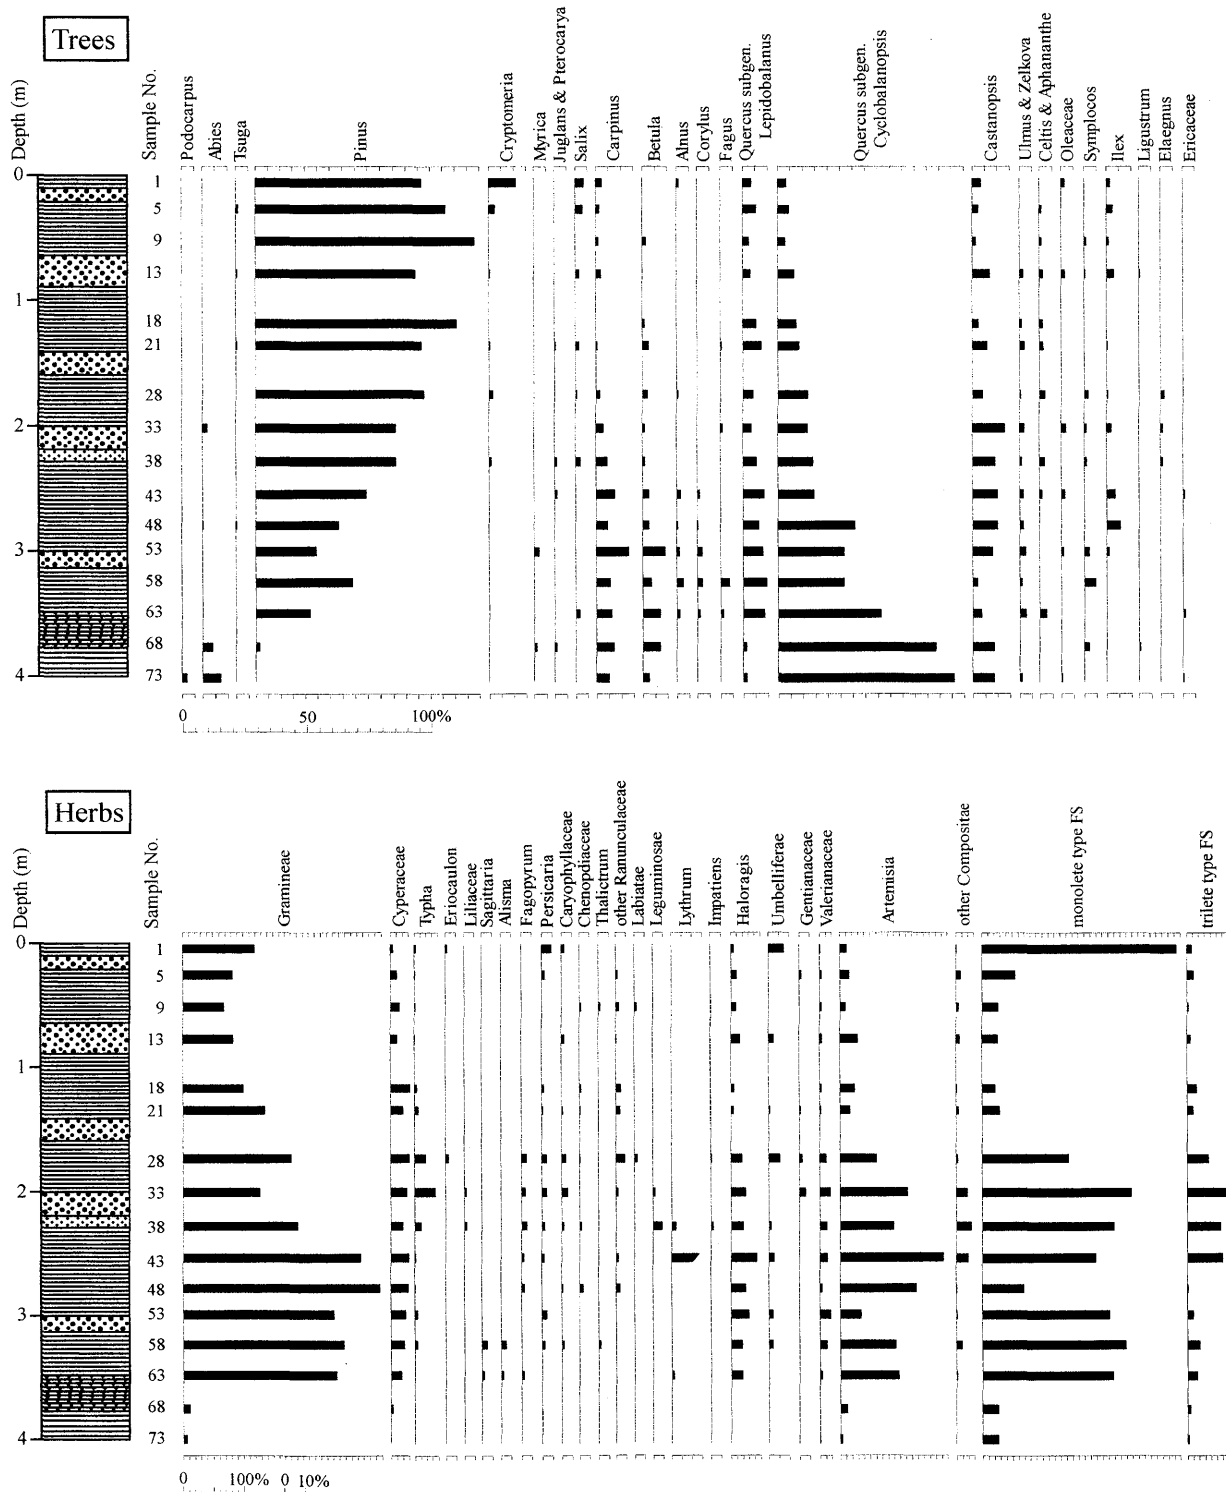 Trees
Depth (m)
Sample No.
Podocarpus
Abies
Tsuga
Pinus
Cryptomeria
Myrica
Juglans & Pterocarya
Salix
Carpinus
Betula
Alnus
Corylus
Fagus
Quercus subgen.
Lepidobalanus
Quercus subgen.
Cyclobalanopsis
Castanopsis
Ulmus & Zelkova
Celtis & Aphananthe
Oleaceae
Symplocos
Ilex
Ligustrum
Elaegnus
Ericaceae
0
1
5
9
13
1
18
21
28
2
33
38
43
48
3
53
58
63
68
4
73
0 50 100%
Herbs
Depth (m)
Sample No.
Gramineae
Cyperaceae
Typha
Eriocaulon
Liliaceae
Sagittaria
Alisma
Fagopyrum
Persicaria
Caryophyllaceae
Chenopdiaceae
Thalictrum
other Ranunculaceae
Labiatae
Leguminosae
Lythrum
Impatiens
Haloragis
Umbelliferae
Gentianaceae
Valerianaceae
Artemisia
other Compositae
monolete type FS
trilete type FS
0
1
5
9
13
1
18
21
28
2
33
38
43
48
3
53
58
63
68
4
73
0 100% 0 10%